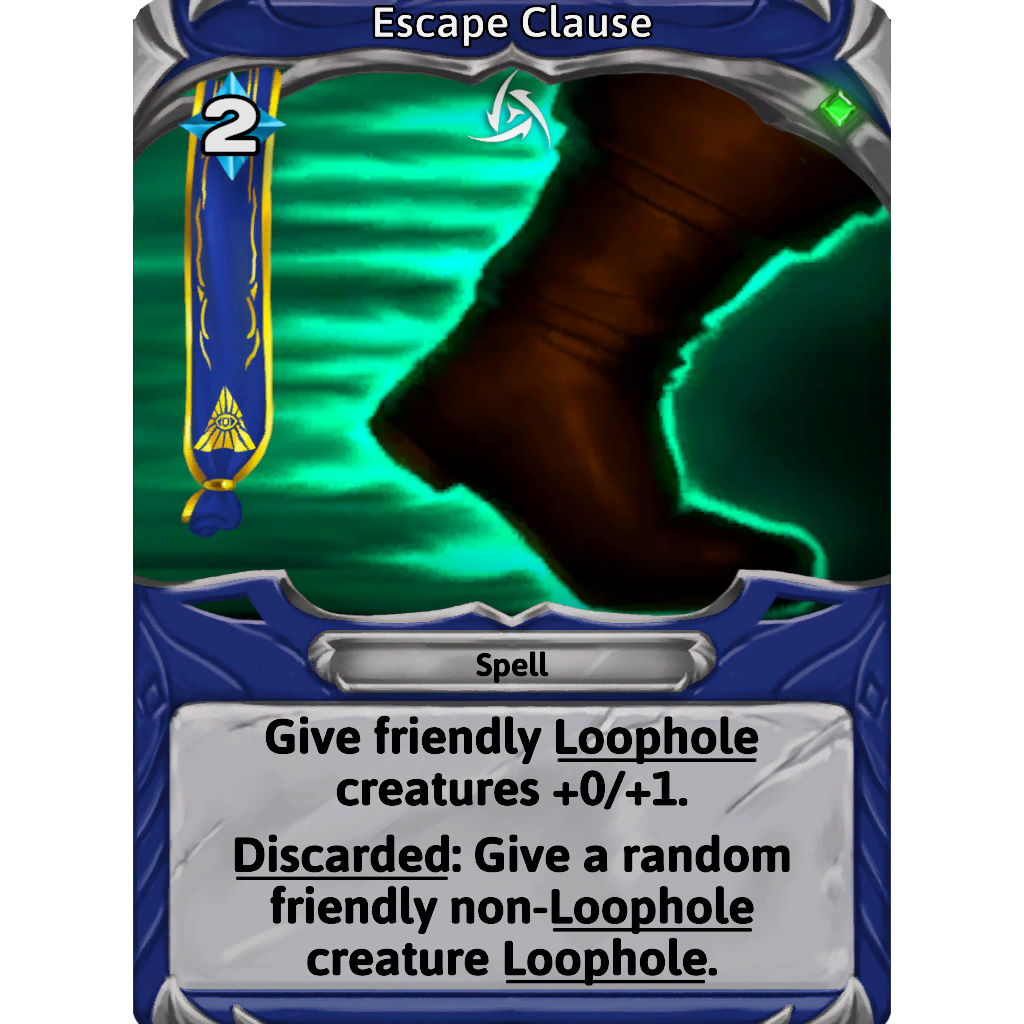 Escape Clause
2
Spell
Give friendly Loophole
creatures +0/+1.
Discarded: Give a random
friendly non-Loophole
creature Loophole.